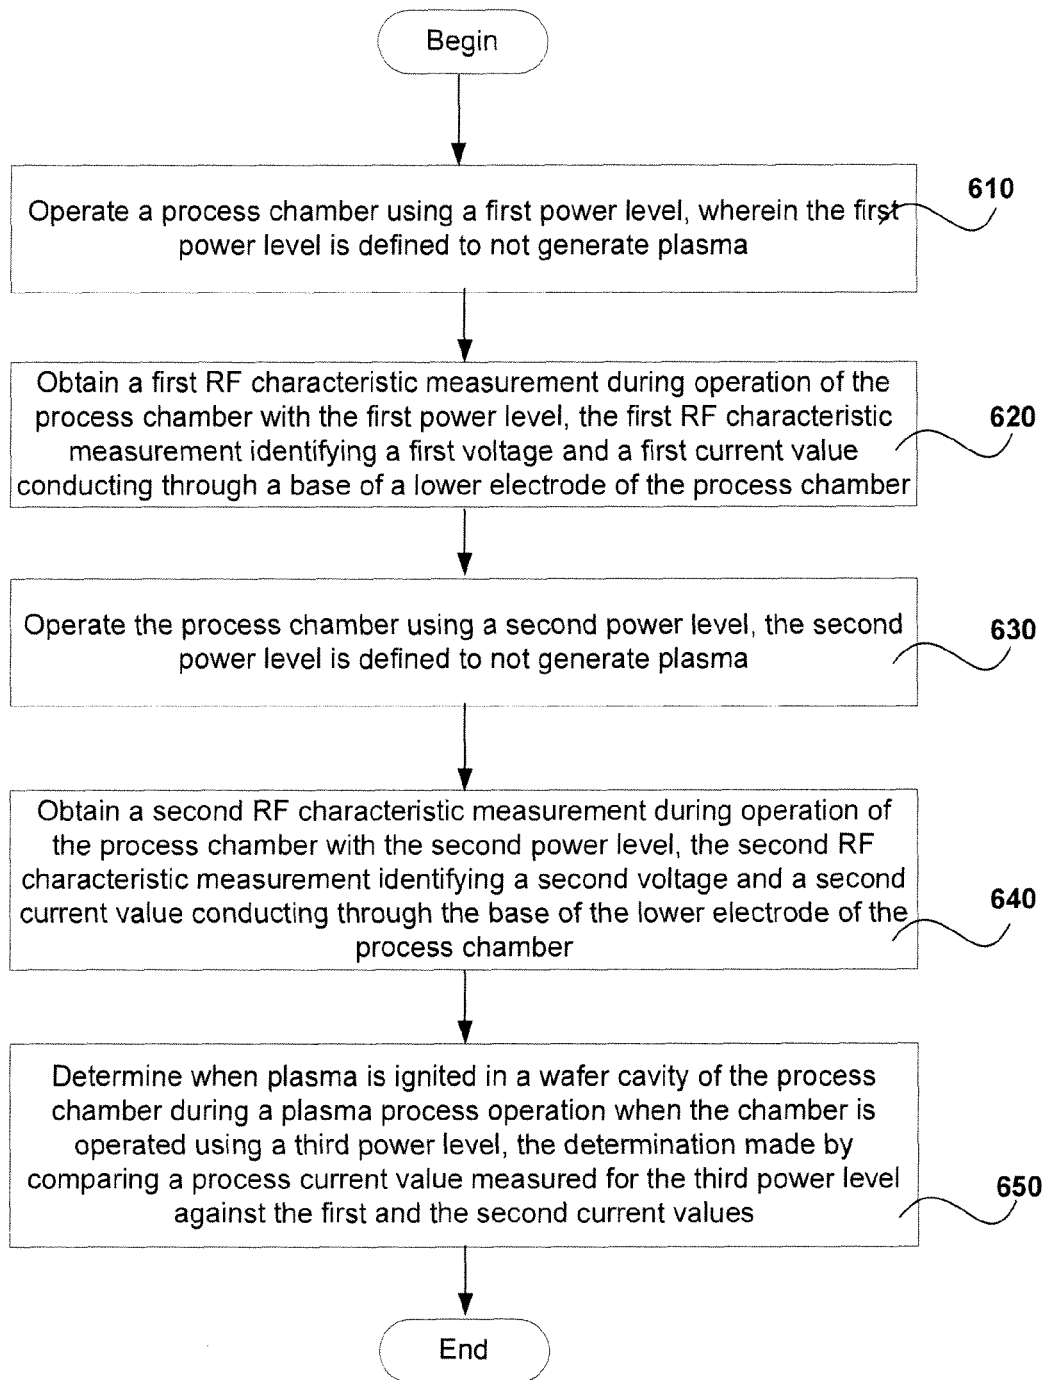 Begin
Operate a process chamber using a first power level, wherein the first
power level is defined to not generate plasma
610
Obtain a first RF characteristic measurement during operation of the
process chamber with the first power level, the first RF characteristic
measurement identifying a first voltage and a first current value
conducting through a base of a lower electrode of the process chamber
620
Operate the process chamber using a second power level, the second
power level is defined to not generate plasma
630
Obtain a second RF characteristic measurement during operation of
the process chamber with the second power level, the second RF
characteristic measurement identifying a second voltage and a second
current value conducting through the base of the lower electrode of the
process chamber
640
Determine when plasma is ignited in a wafer cavity of the process
chamber during a plasma process operation when the chamber is
operated using a third power level, the determination made by
comparing a process current value measured for the third power level
against the first and the second current values
650
End